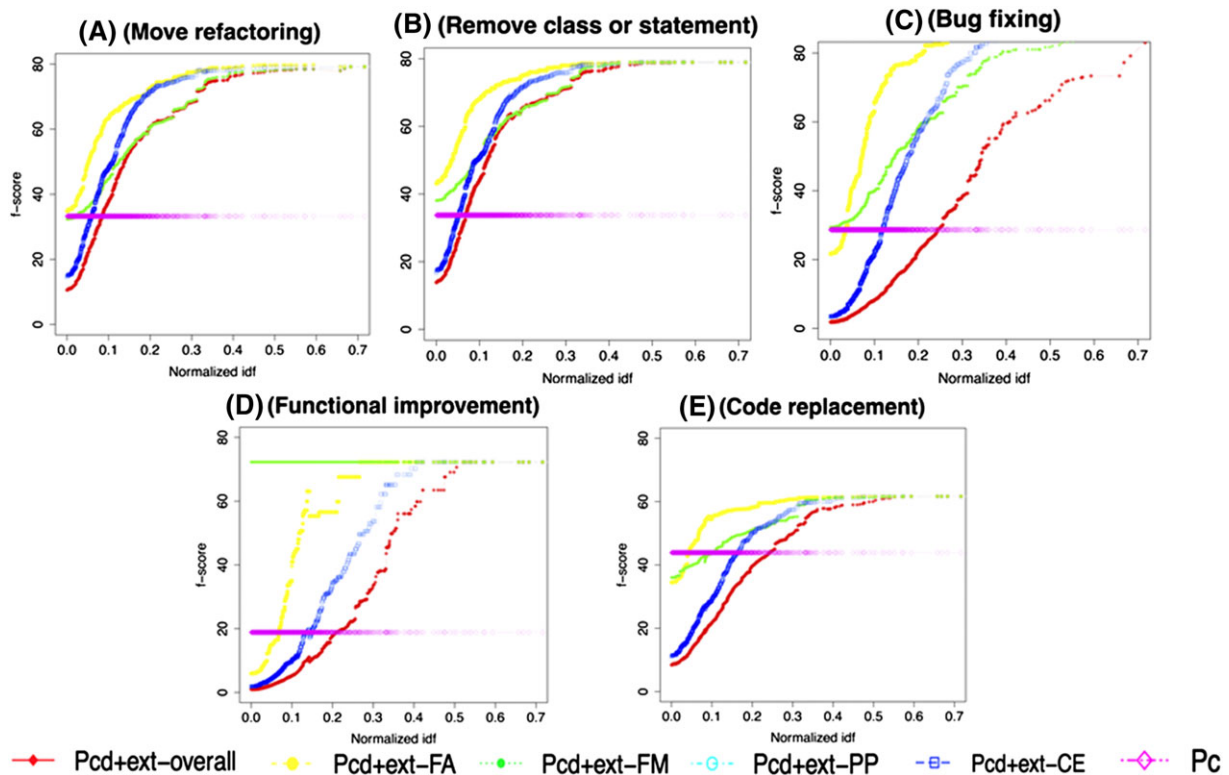 (A) (Move refactoring)
80
60
40
20
0
f-score
0.0 0.1 0.2 0.3 0.4 0.5 0.6 0.7
Normalized idf
(B) (Remove class or statement)
80
60
40
20
0
f-score
0.0 0.1 0.2 0.3 0.4 0.5 0.6 0.7
Normalized idf
(C) (Bug fixing)
80
60
40
20
0
f-score
0.0 0.1 0.2 0.3 0.4 0.5 0.6 0.7
Normalized idf
(D) (Functional improvement)
80
60
40
20
0
f-score
0.0 0.1 0.2 0.3 0.4 0.5 0.6 0.7
Normalized idf
(E) (Code replacement)
80
60
40
20
0
f-score
0.0 0.1 0.2 0.3 0.4 0.5 0.6 0.7
Normalized idf
Pcd+ext-overall Pcd+ext-FA Pcd+ext-FM Pcd+ext-PP Pcd+ext-CE Pc